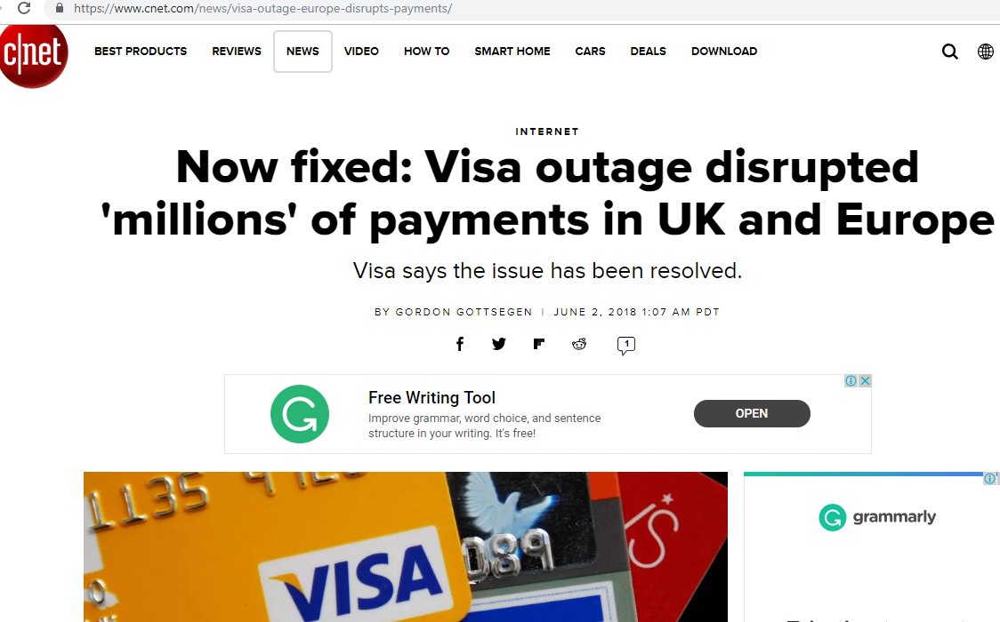 https://www.cnet.com/news/visa-outage-europe-disrupts-payments/
c|net
BEST PRODUCTS REVIEWS NEWS VIDEO HOW TO SMART HOME CARS DEALS DOWNLOAD
INTERNET
Now fixed: Visa outage disrupted
'millions' of payments in UK and Europe
Visa says the issue has been resolved.
BY GORDON GOTTSEGEN | JUNE 2, 2018 1:07 AM PDT
1
Free Writing Tool
Improve grammar, word choice, and sentence
structure in your writing. It's free!
OPEN
1135
VISA
089
grammarly